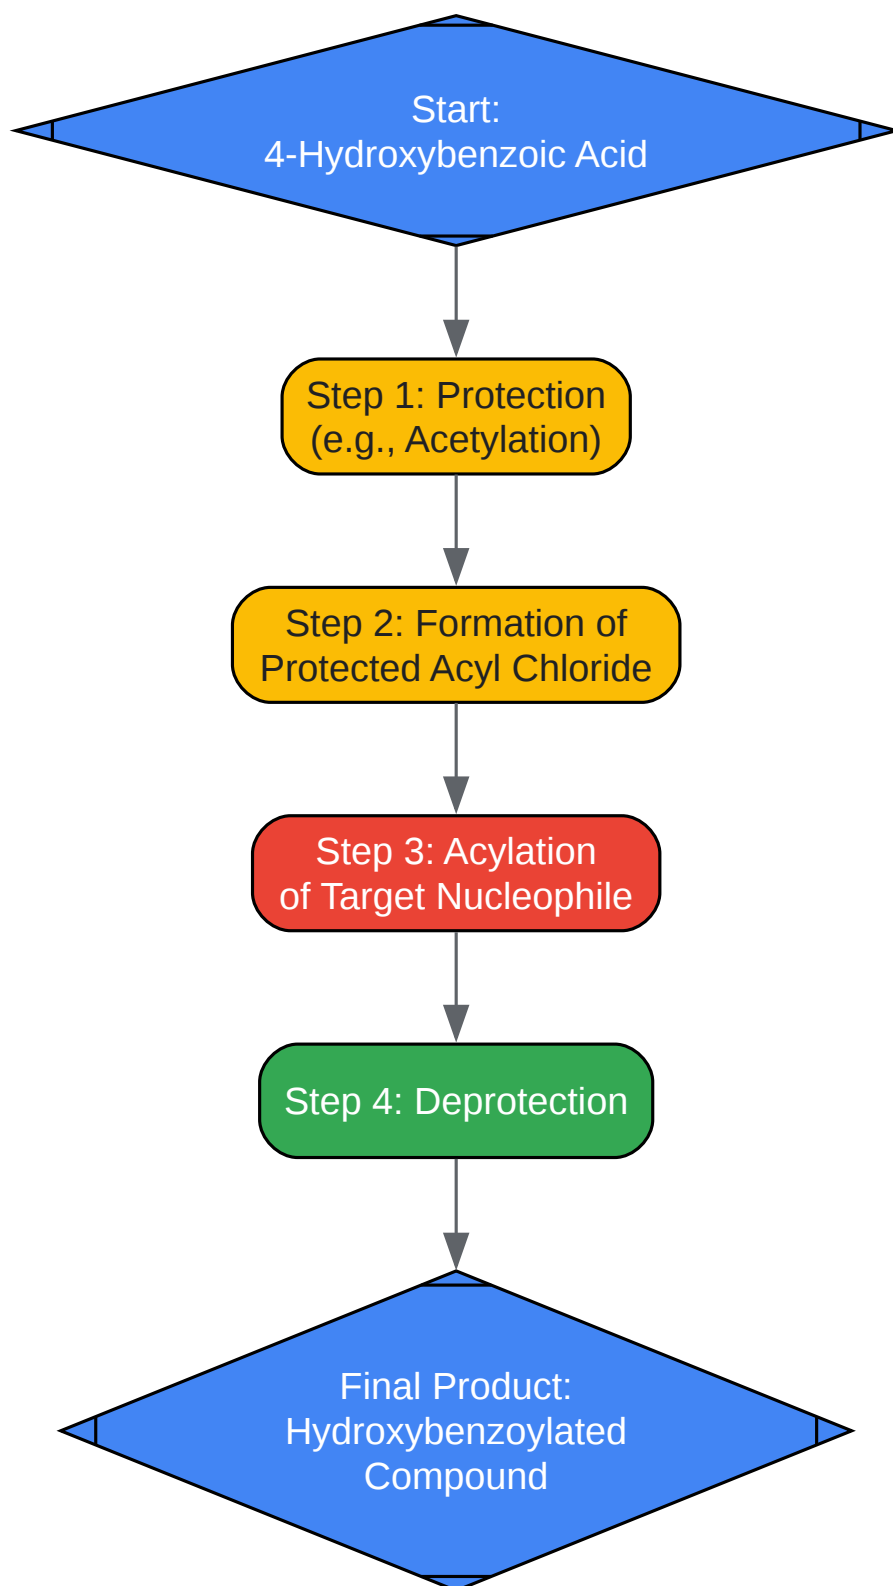 Start:
4-Hydroxybenzoic Acid
Step 1: Protection
(e.g., Acetylation)
Step 2: Formation of
Protected Acyl Chloride
Step 3: Acylation
of Target Nucleophile
Step 4: Deprotection
Final Product:
Hydroxybenzoylated
Compound